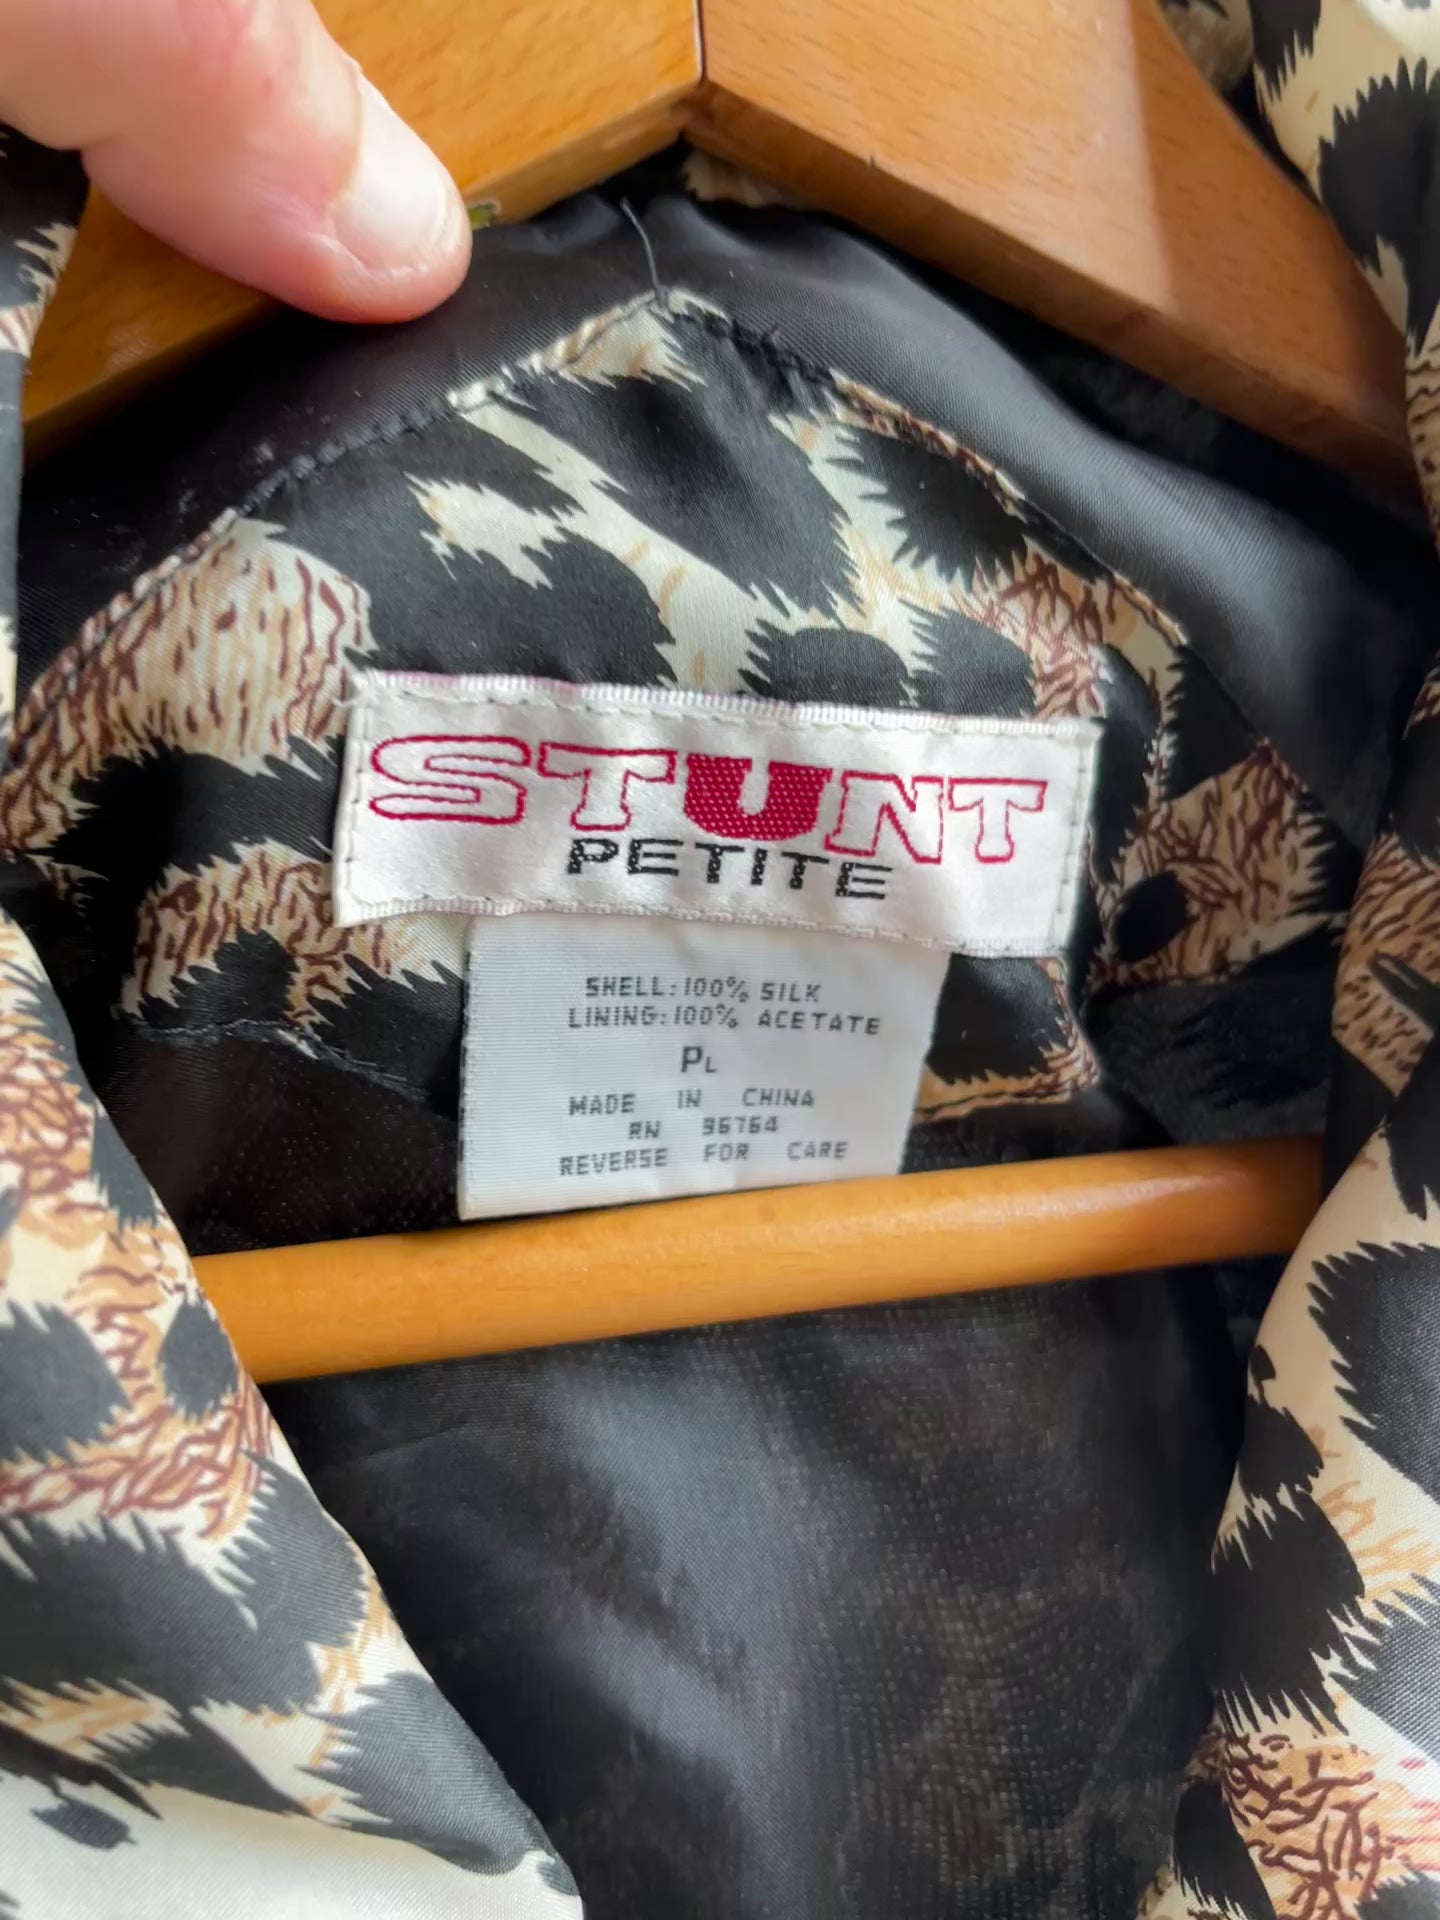 STUNT
PETITE
SHELL: 100% SILK
LINING: 100% ACETATE
PL
MADE IN CHINA
RN 96764
REVERSE FOR CARE